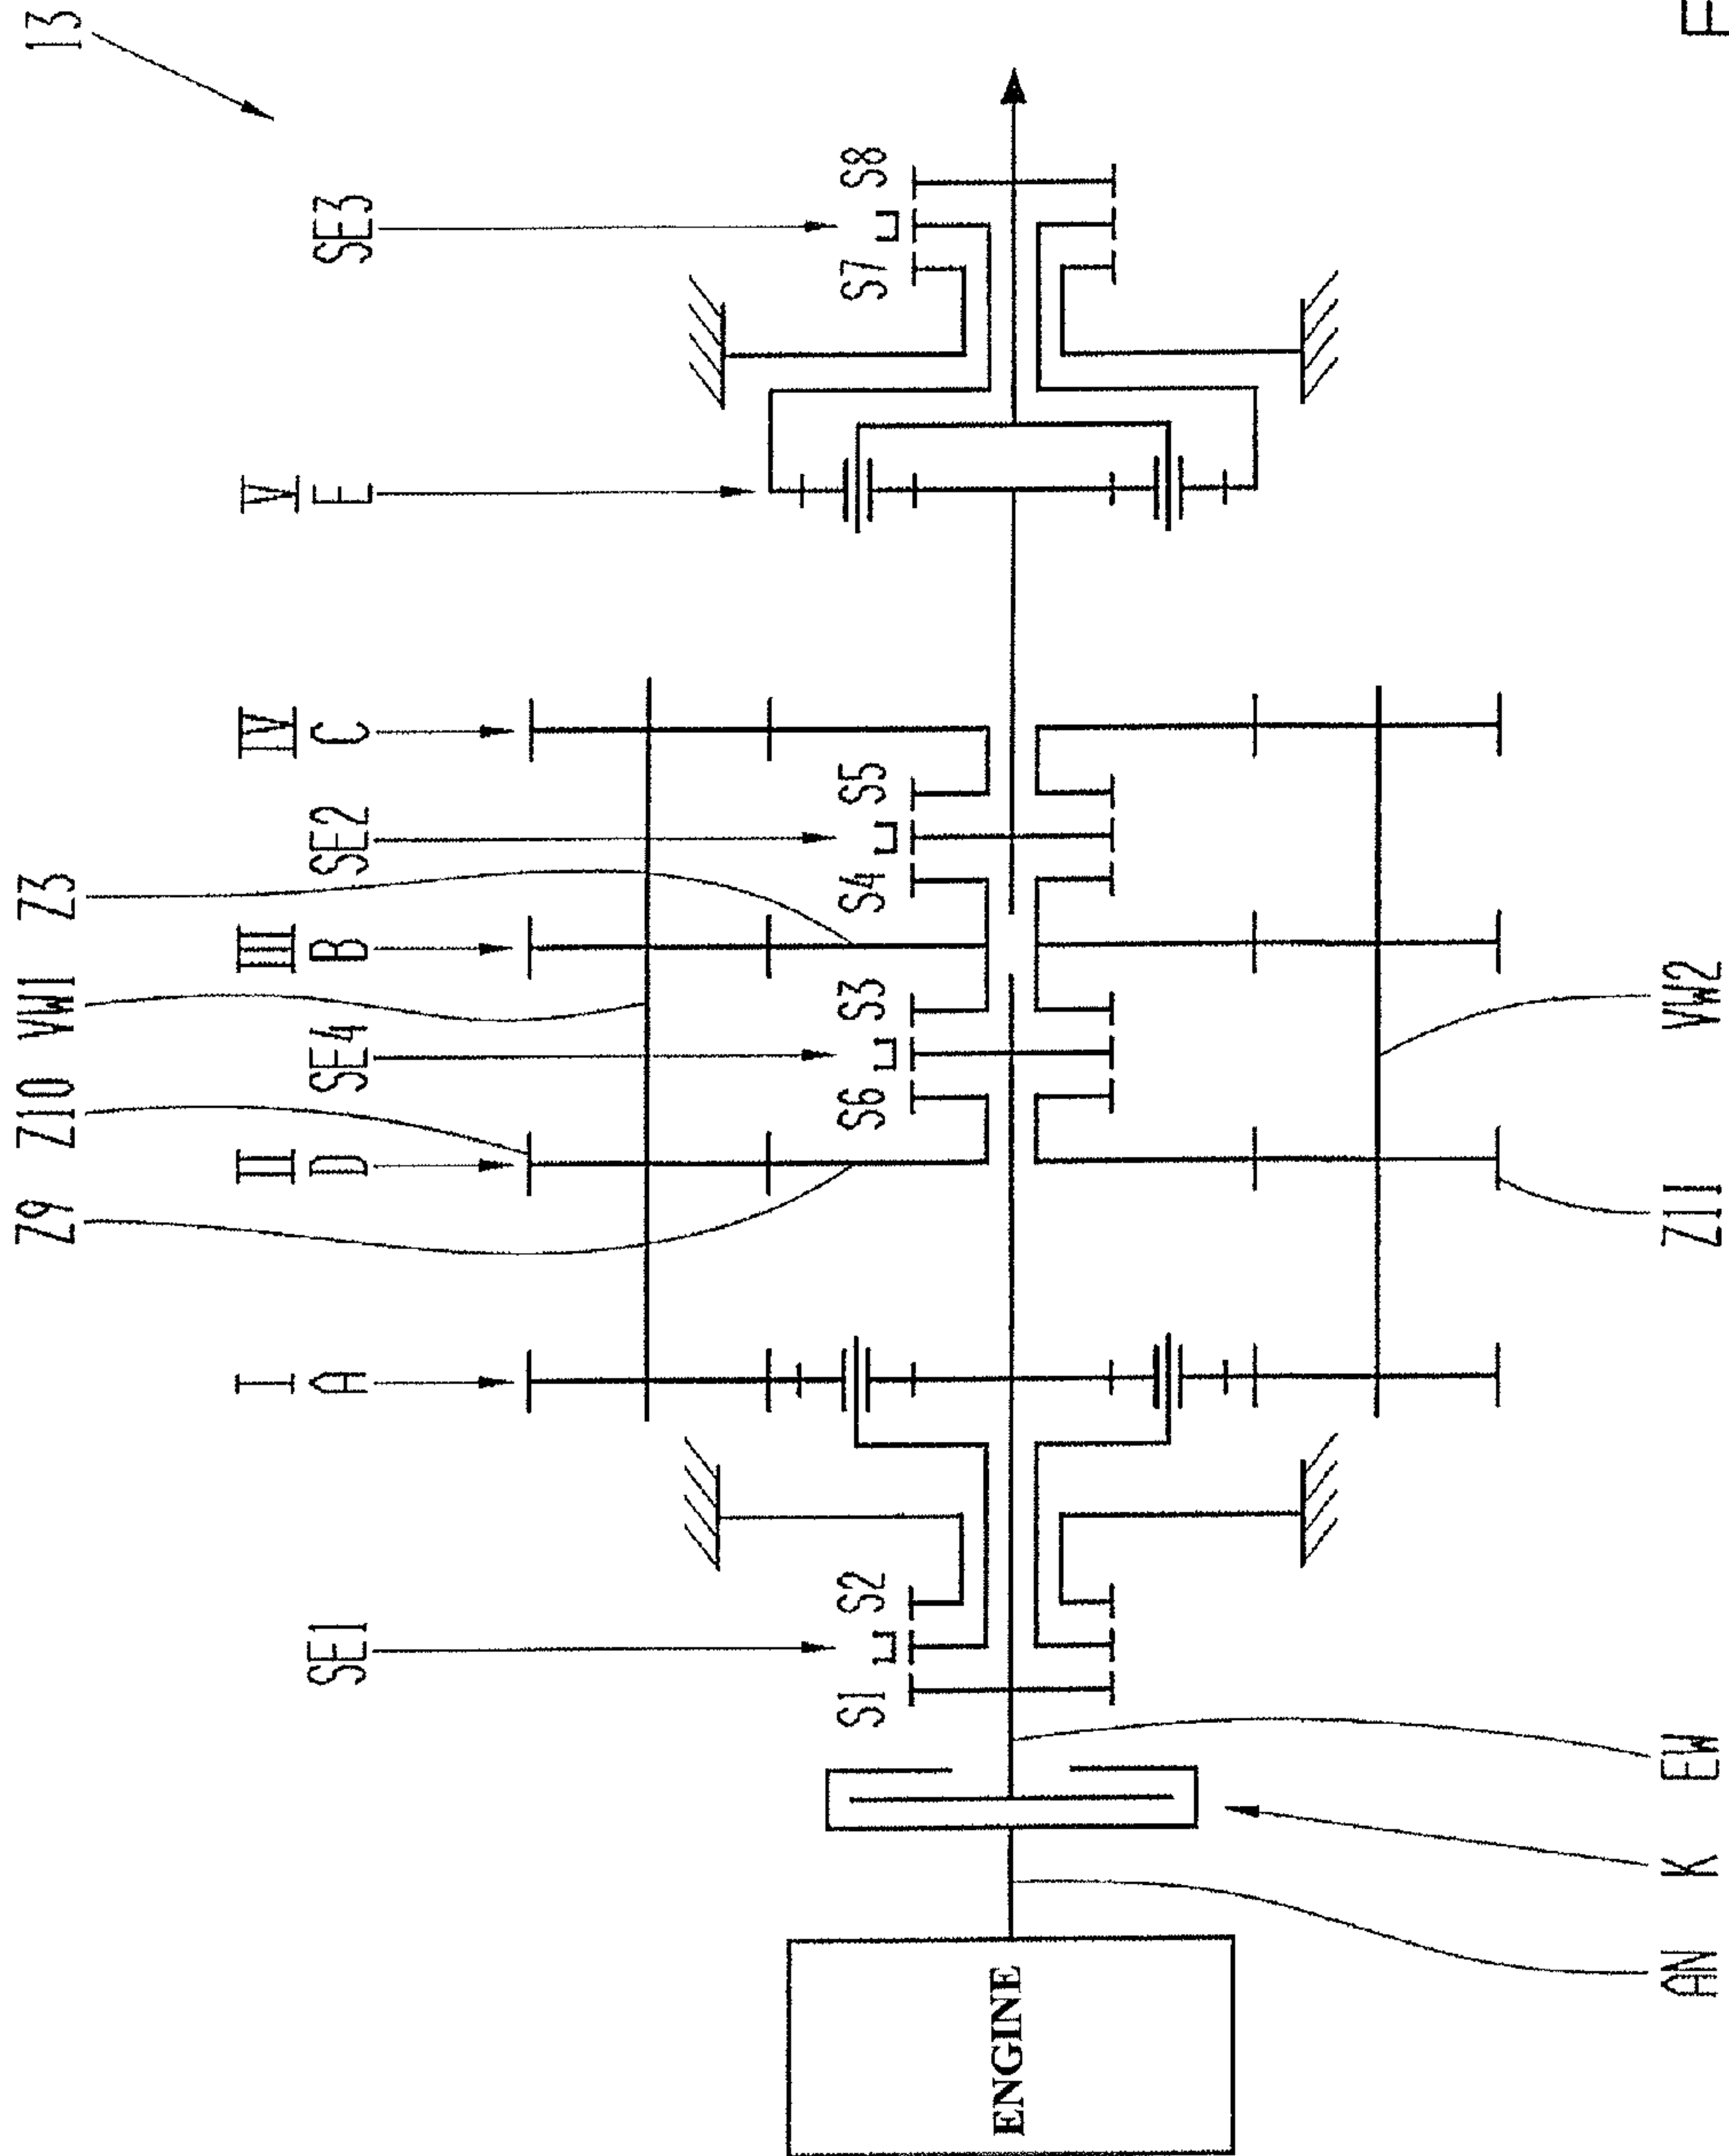 Z9 Z10 VW1 Z3 13
I II III IV V
SE1 A D SE4 B SE2 C E SE3
S1 S2 S6 S3 S4 S5 S7 S8
ENGINE
AN K EW Z11 VW2